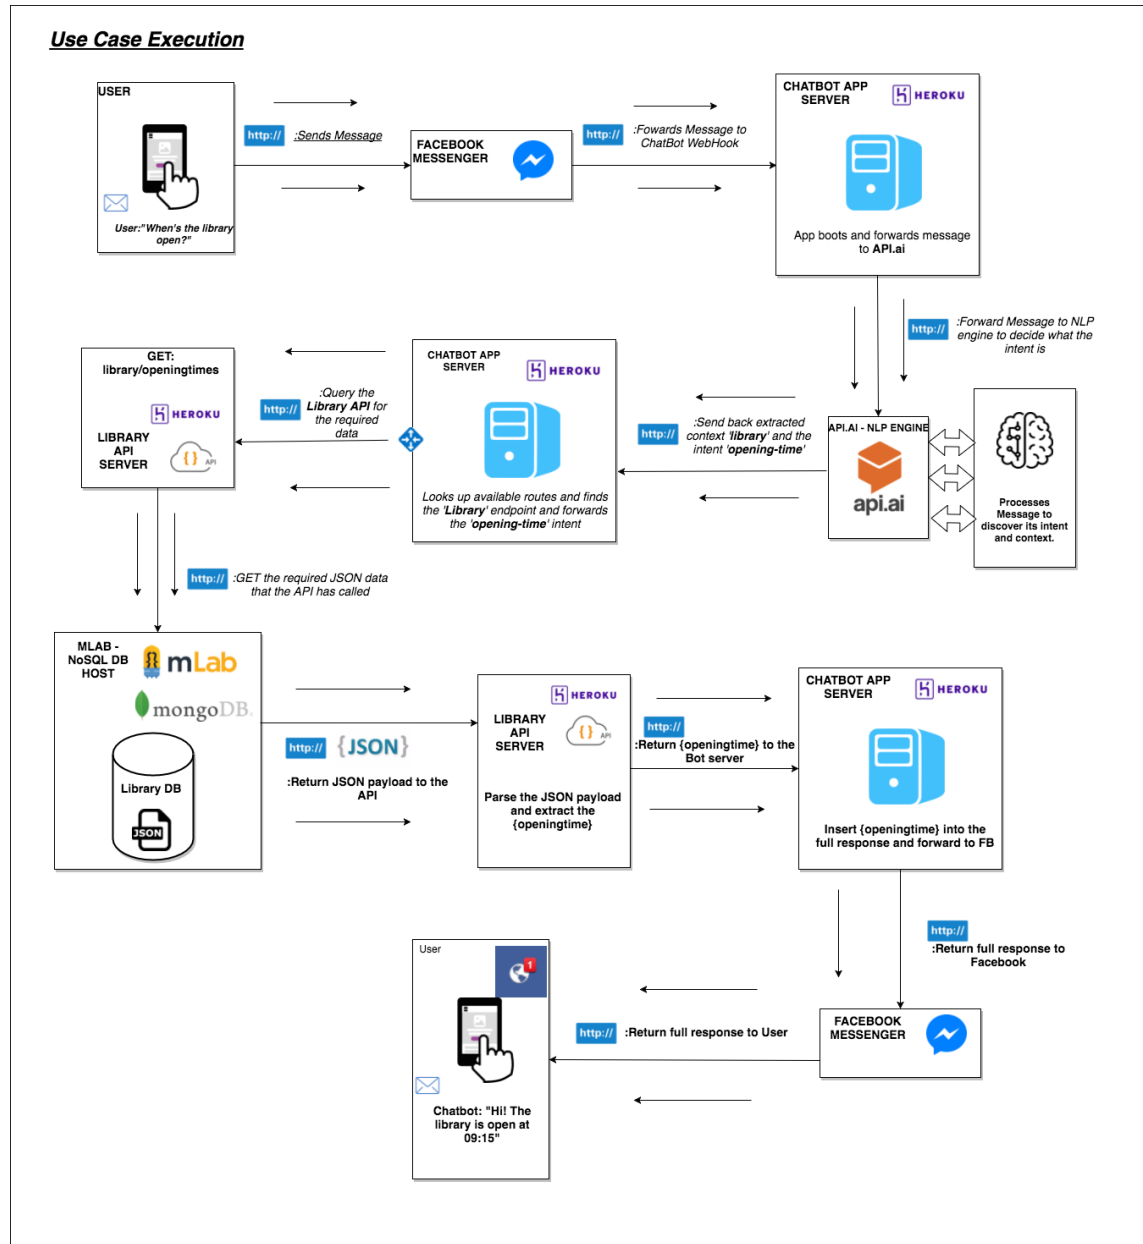 Use Case Execution
USER
User:"When's the library
open?"
http://
:Sends Message
FACEBOOK
MESSENGER
http://
:Fowards Message to
ChatBot WebHook
CHATBOT APP
SERVER
HEROKU
App boots and forwards message
to API.ai
http://
:Forward Message to NLP
engine to decide what the
intent is
API.AI - NLP ENGINE
api.ai
Processes
Message to
discover its intent
and context.
http://
:Send back extracted
context 'library' and the
intent 'opening-time'
CHATBOT APP
SERVER
HEROKU
Looks up available routes and finds
the 'Library' endpoint and forwards
the 'opening-time' intent
http://
:Query the
Library API for
the required
data
GET:
library/openingtimes
HEROKU
LIBRARY
API
SERVER
{ } API
http://
:GET the required JSON data
that the API has called
MLAB -
NoSQL DB
HOST
mLab
mongoDB.
Library DB
JSON
http://
{JSON}
:Return JSON payload to the
API
HEROKU
LIBRARY
API
SERVER
{ } API
Parse the JSON payload
and extract the
{openingtime}
http://
:Return {openingtime} to the
Bot server
CHATBOT APP
SERVER
HEROKU
Insert {openingtime} into the
full response and forward to FB
http://
:Return full response to
Facebook
FACEBOOK
MESSENGER
http://
:Return full response to User
User
1
Chatbot: "Hi! The
library is open at
09:15"